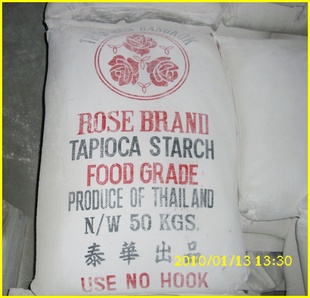 ROSE BRAND
TAPIOCA STARCH
FOOD GRADE
PRODUCE OF THAILAND
N/W 50 KGS.
泰華出品
USE NO HOOK
2010/01/13 13:30